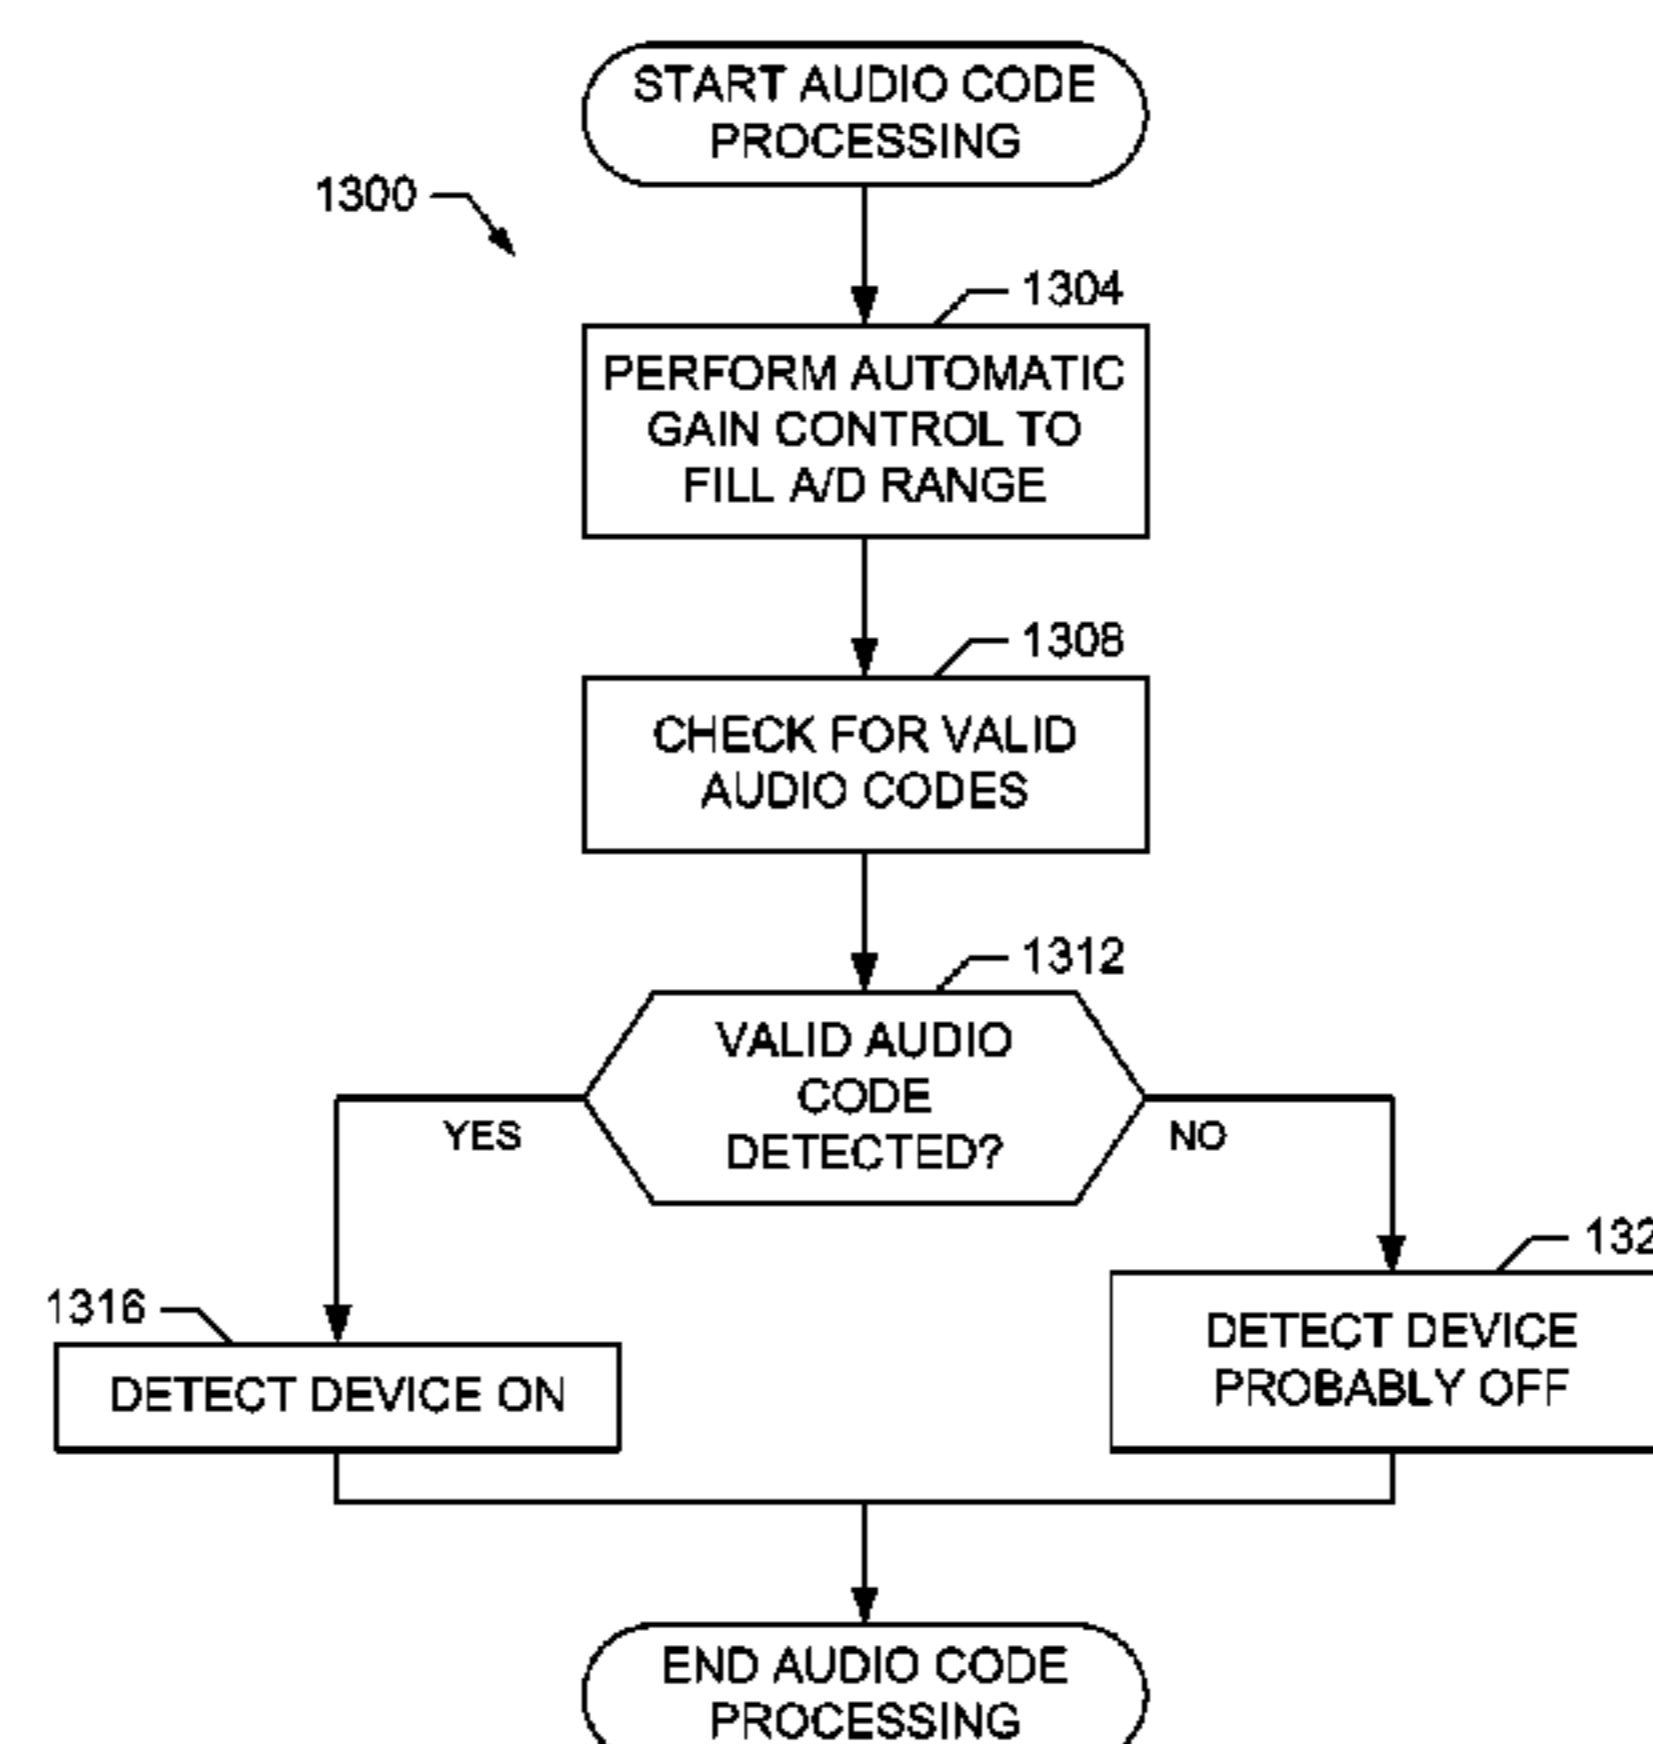 START AUDIO CODE
PROCESSING
1300
1304
PERFORM AUTOMATIC
GAIN CONTROL TO
FILL A/D RANGE
1308
CHECK FOR VALID
AUDIO CODES
1312
VALID AUDIO
CODE
DETECTED?
YES
NO
1316
DETECT DEVICE ON
DETECT DEVICE
PROBABLY OFF
END AUDIO CODE
PROCESSING